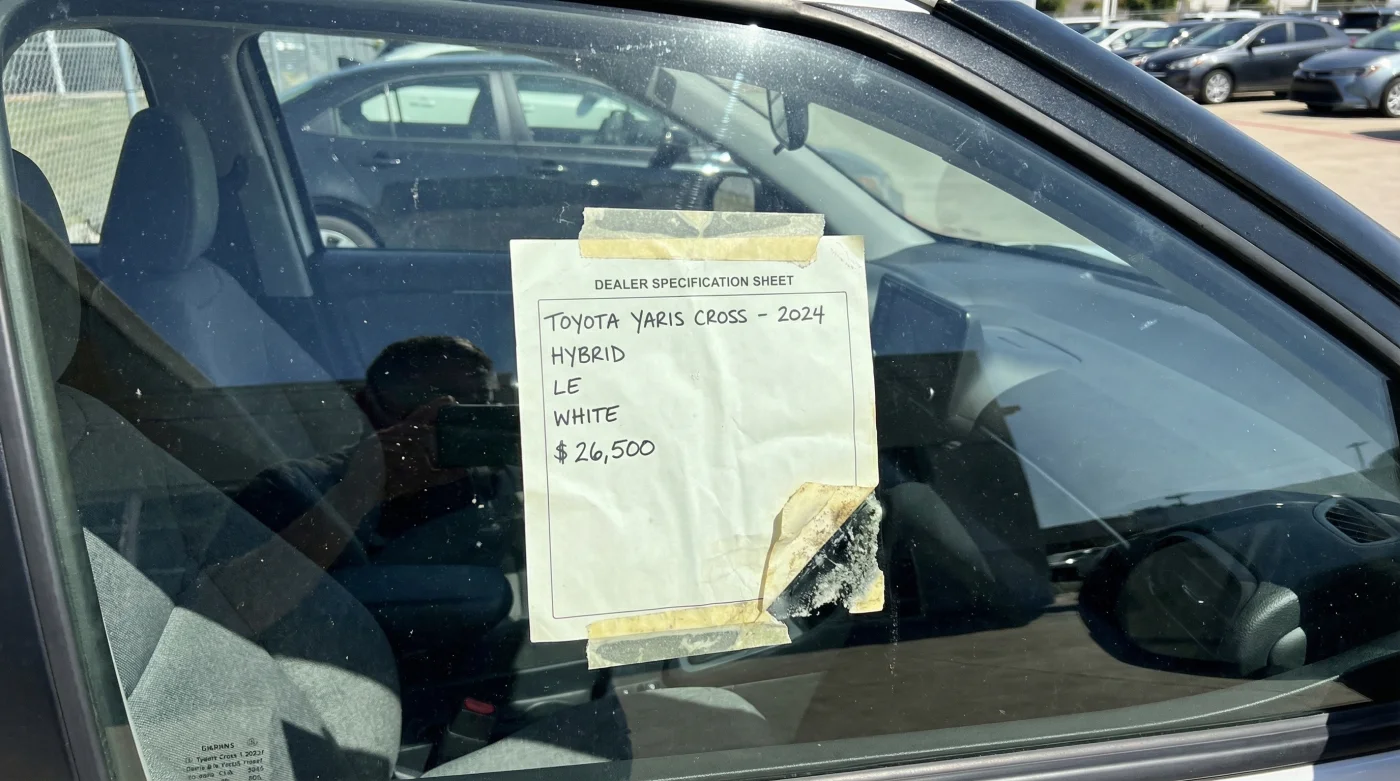 DEALER SPECIFICATION SHEET
TOYOTA YARIS CROSS - 2024
HYBRID
LE
WHITE
$26,500